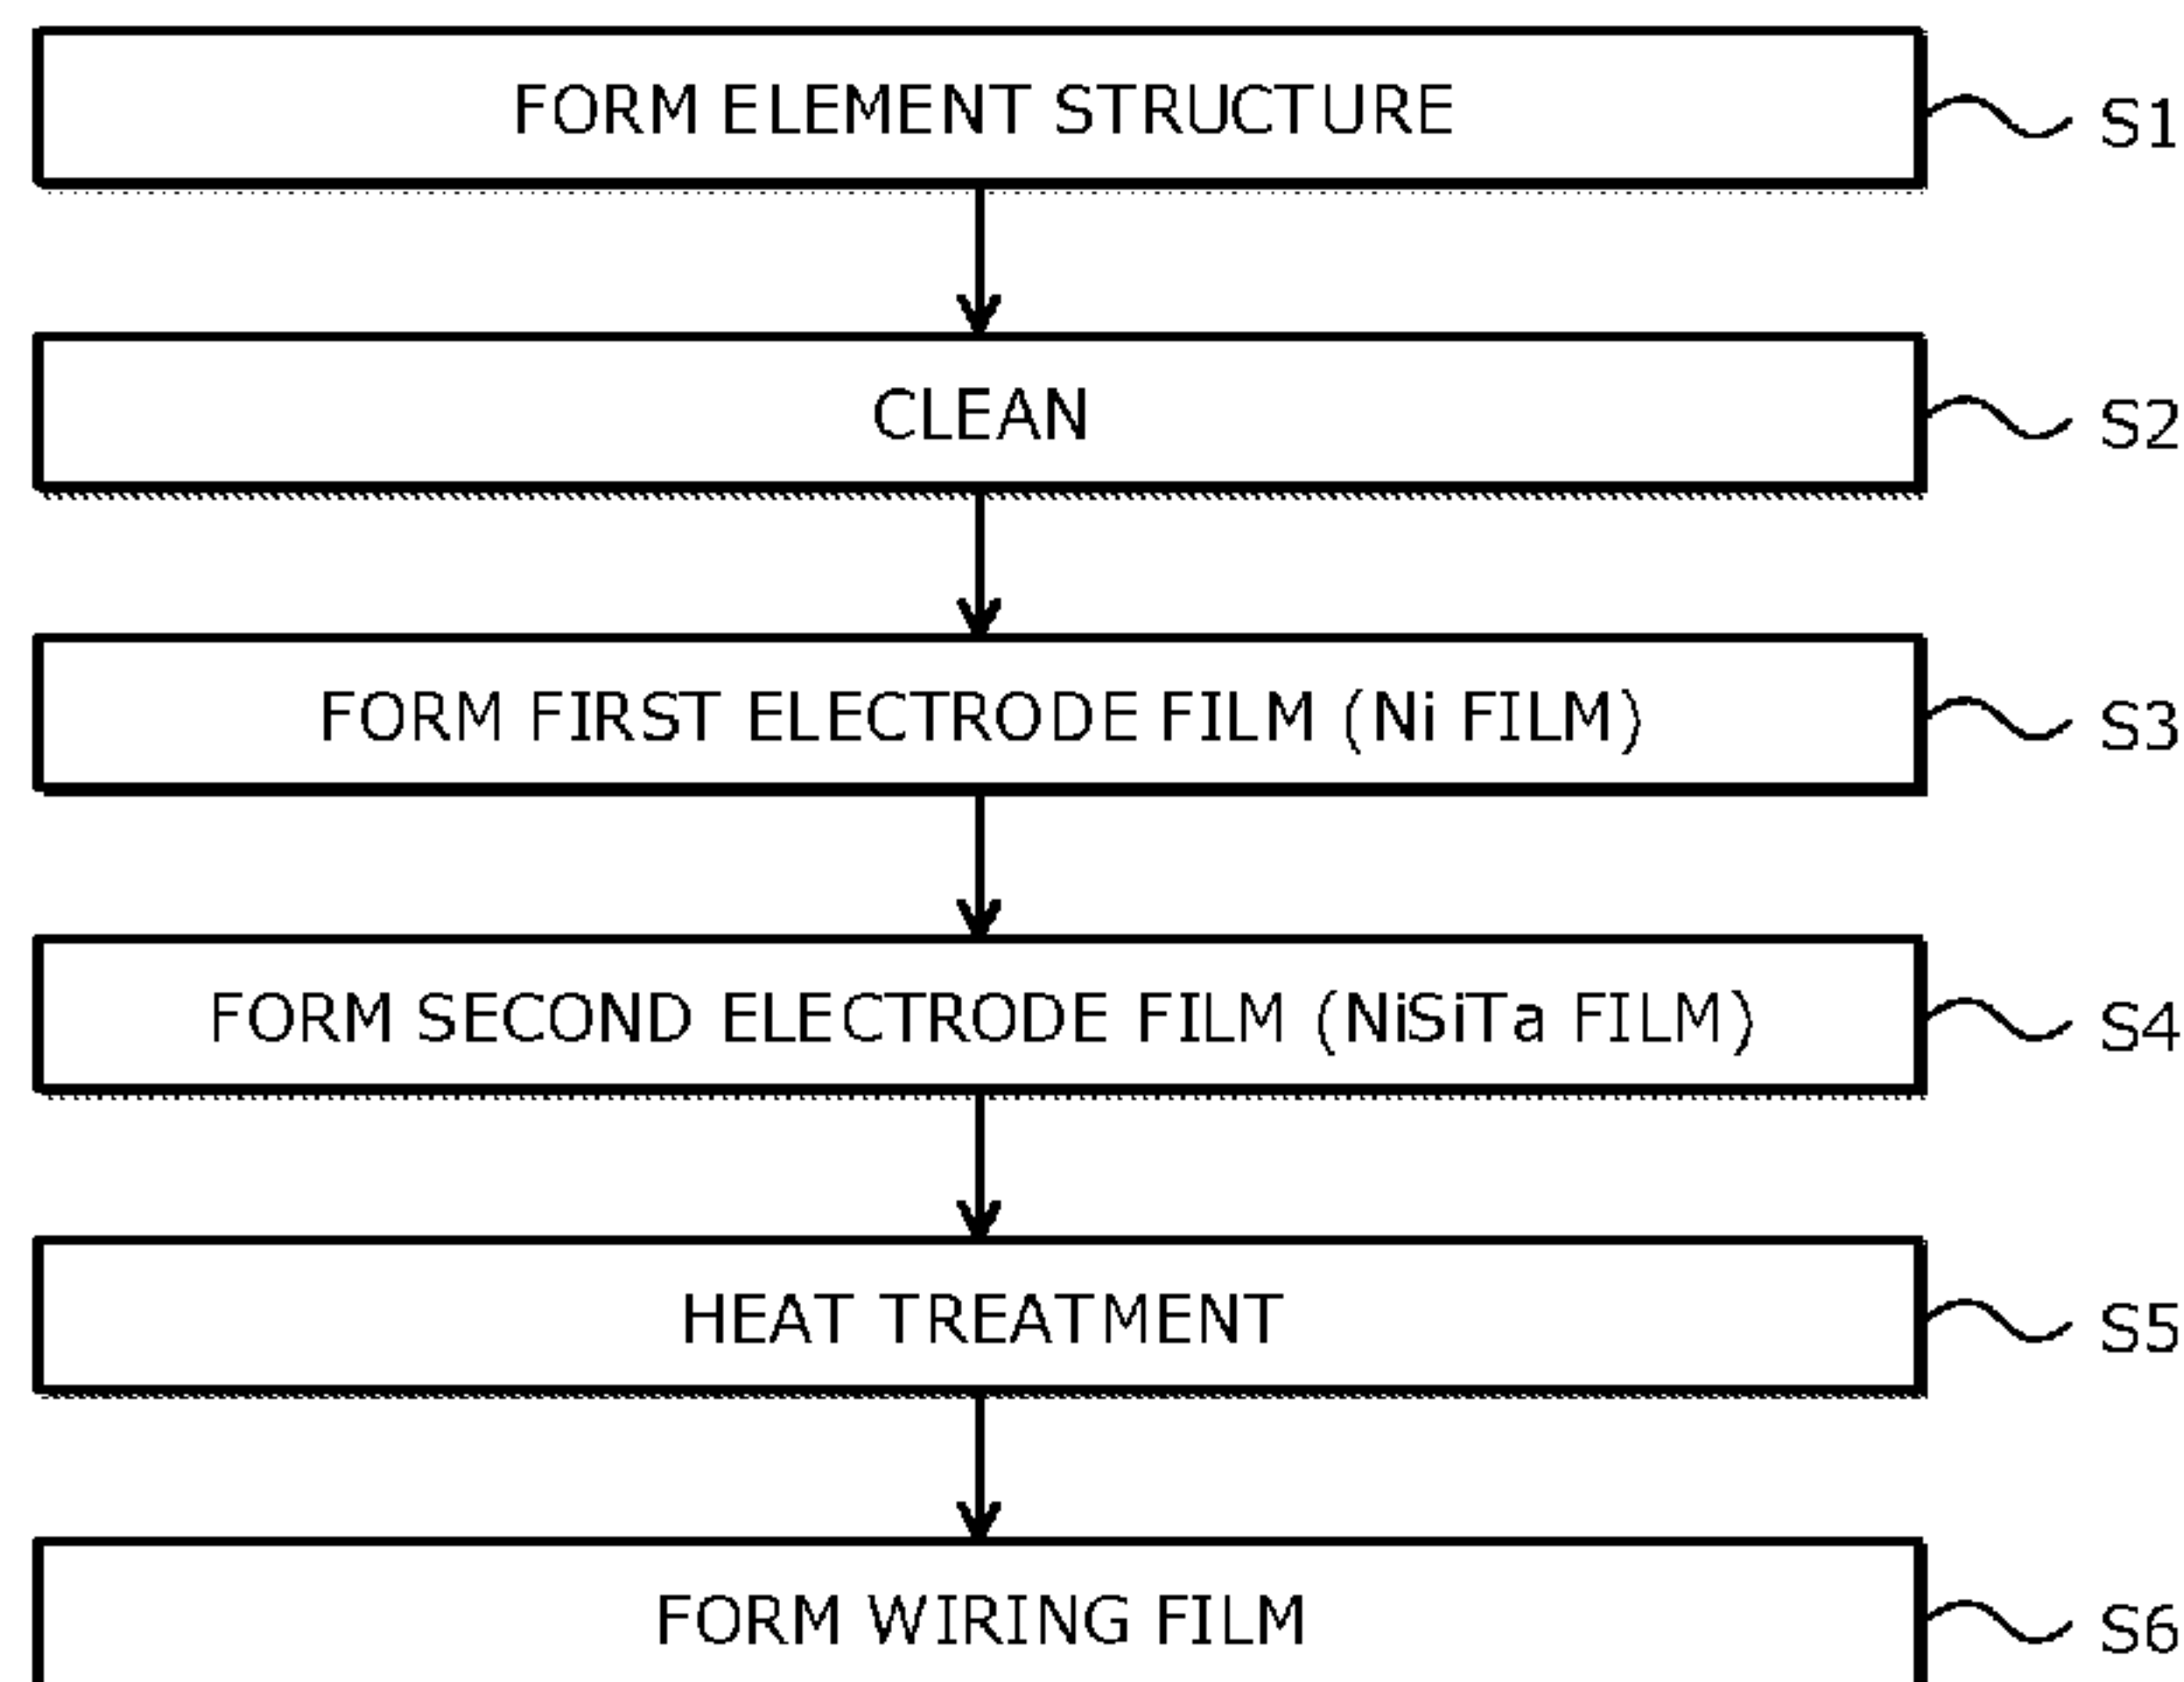 FORM ELEMENT STRUCTURE S1
CLEAN S2
FORM FIRST ELECTRODE FILM (Ni FILM) S3
FORM SECOND ELECTRODE FILM (NiSiTa FILM) S4
HEAT TREATMENT S5
FORM WIRING FILM S6